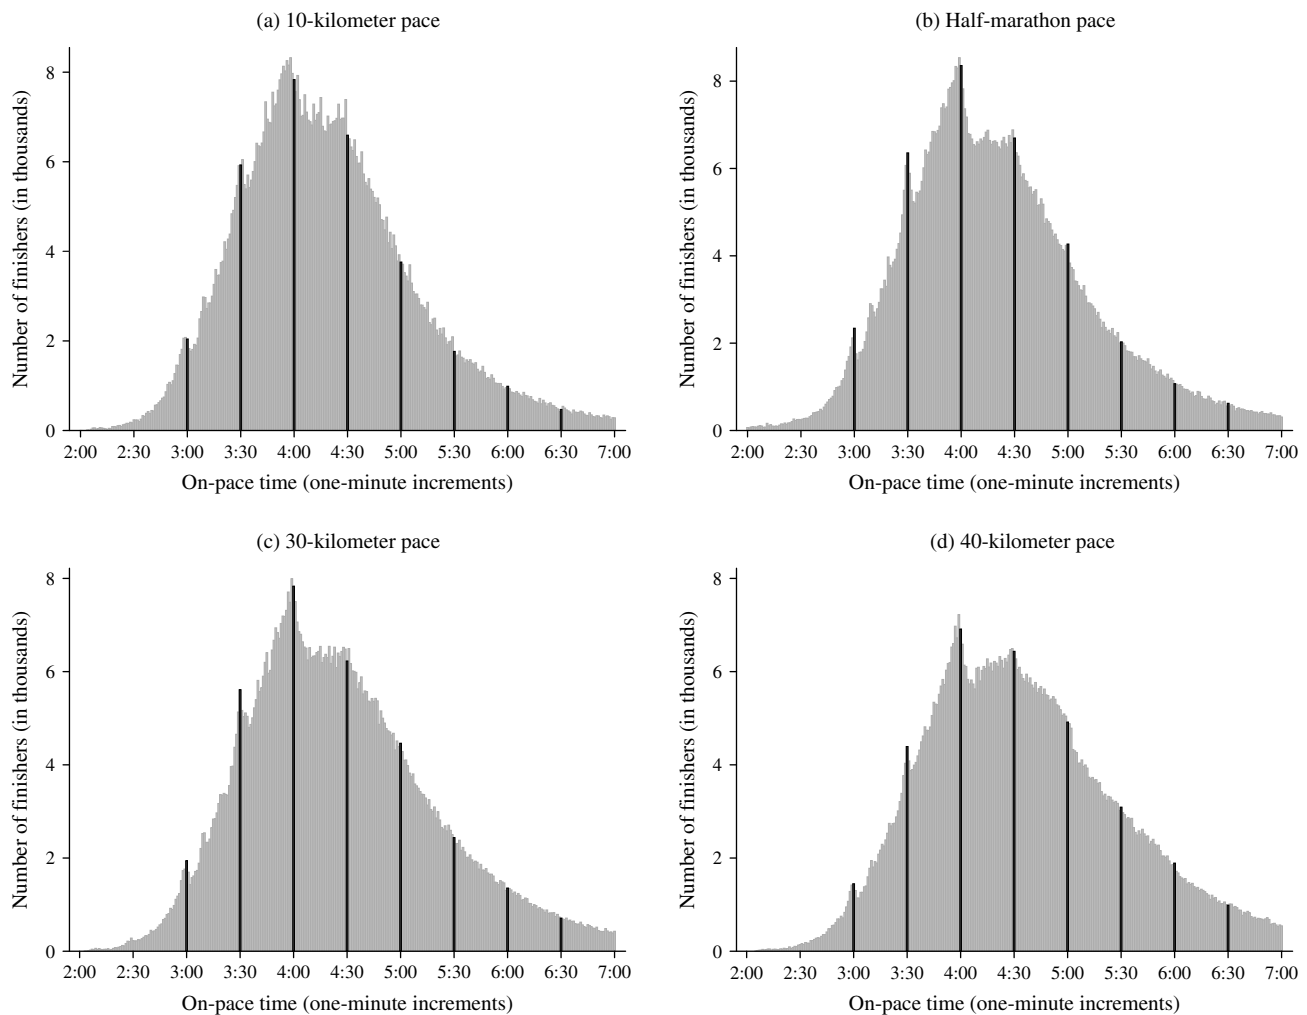 (a) 10-kilometer pace
Number of finishers (in thousands)
8
6
4
2
0
2:00 2:30 3:00 3:30 4:00 4:30 5:00 5:30 6:00 6:30 7:00
On-pace time (one-minute increments)
(b) Half-marathon pace
Number of finishers (in thousands)
8
6
4
2
0
2:00 2:30 3:00 3:30 4:00 4:30 5:00 5:30 6:00 6:30 7:00
On-pace time (one-minute increments)
(c) 30-kilometer pace
Number of finishers (in thousands)
8
6
4
2
0
2:00 2:30 3:00 3:30 4:00 4:30 5:00 5:30 6:00 6:30 7:00
On-pace time (one-minute increments)
(d) 40-kilometer pace
Number of finishers (in thousands)
8
6
4
2
0
2:00 2:30 3:00 3:30 4:00 4:30 5:00 5:30 6:00 6:30 7:00
On-pace time (one-minute increments)